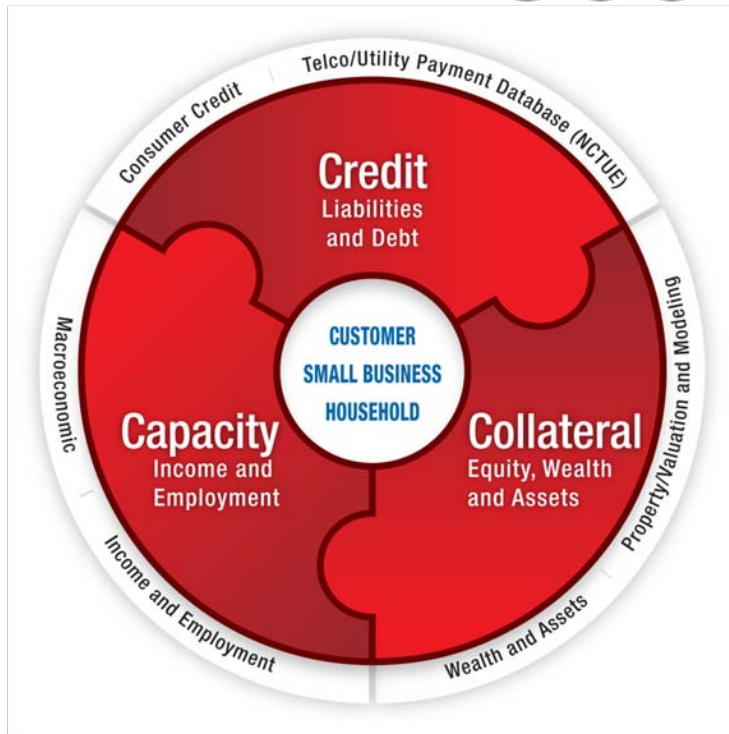 Consumer Credit
Telco/Utility Payment Database (NCTUE)
Credit
Liabilities
and Debt
CUSTOMER
SMALL BUSINESS
HOUSEHOLD
Capacity
Income and
Employment
Collateral
Equity, Wealth
and Assets
Macroeconomic
Property/Valuation and Modeling
Income and Employment
Wealth and Assets